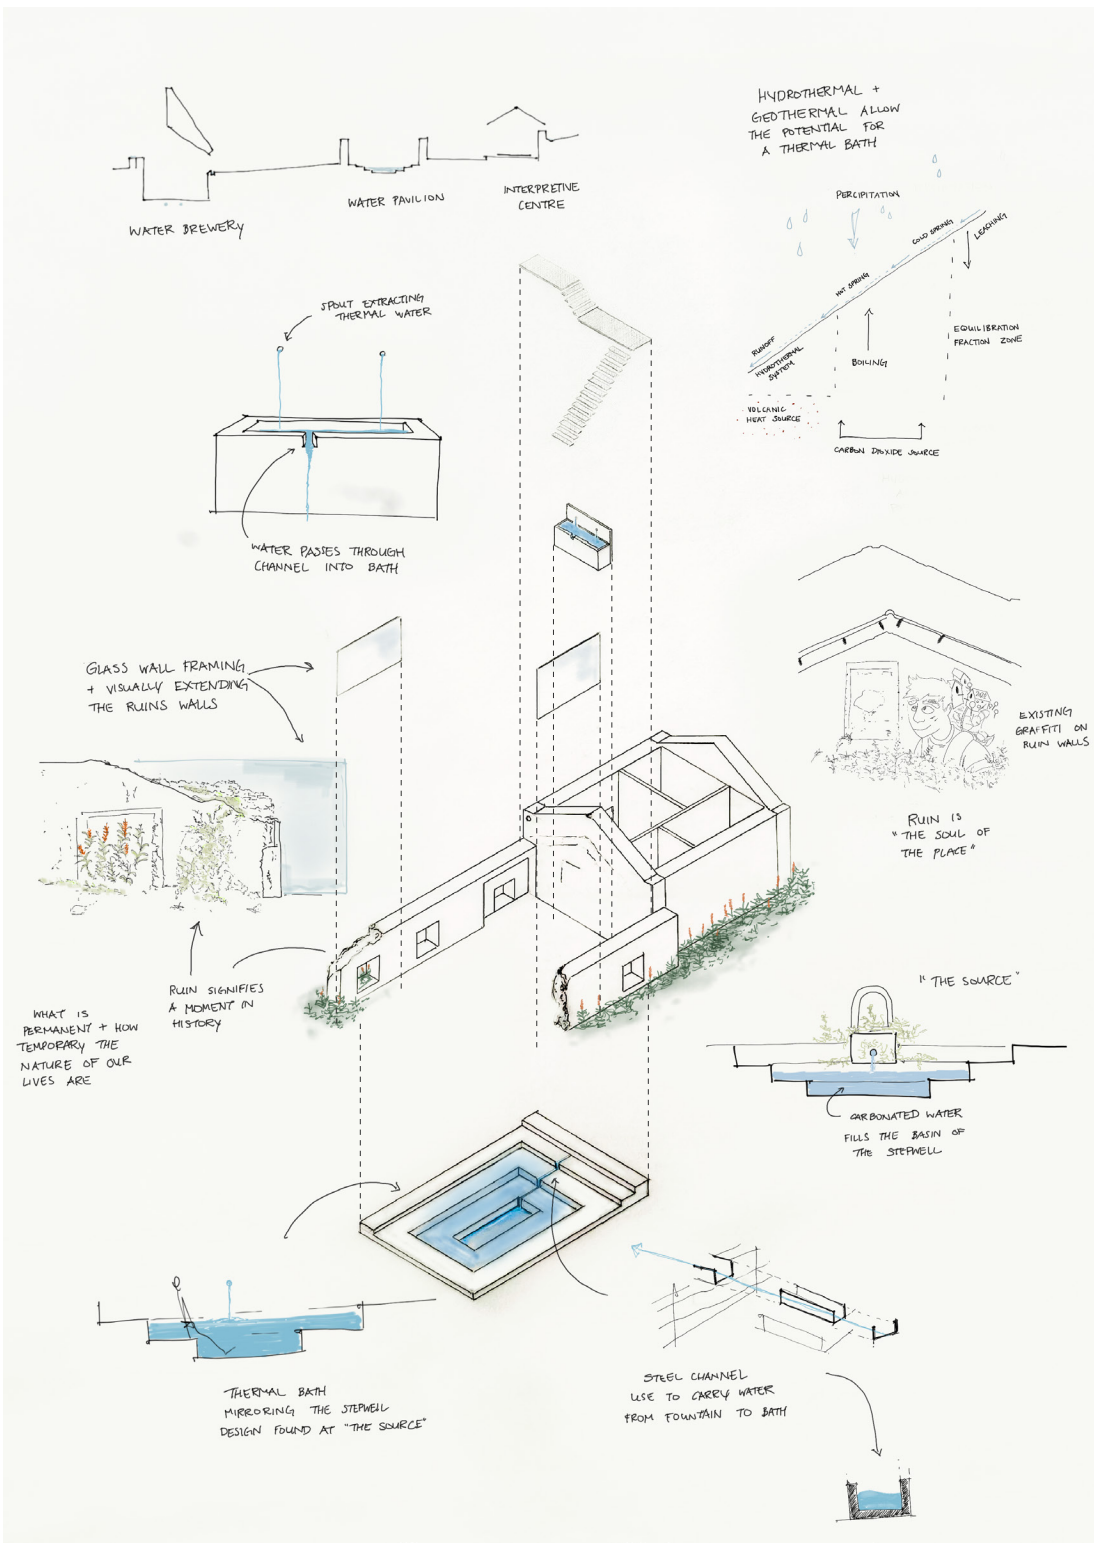 HYDROTHERMAL +
GEOTHERMAL ALLOW
THE POTENTIAL FOR
A THERMAL BATH
WATER BREWERY
WATER PAVILION
INTERPRETIVE
CENTRE
PERCIPITATION
COLD SPRING
LEACHING
HOT SPRING
RUNOFF
HYDROTHERMAL
SYSTEM
BOILING
EQUILIBRATION
FRACTION ZONE
VOLCANIC
HEAT SOURCE
CARBON DIOXIDE SOURCE
SPOUT EXTRACTING
THERMAL WATER
WATER PASSES THROUGH
CHANNEL INTO BATH
GLASS WALL FRAMING
+ VISUALLY EXTENDING
THE RUINS WALLS
EXISTING
GRAFFITI ON
RUIN WALLS
RUIN IS
"THE SOUL OF
THE PLACE"
RUIN SIGNIFIES
A MOMENT IN
HISTORY
WHAT IS
PERMANENT + HOW
TEMPORARY THE
NATURE OF OUR
LIVES ARE
"THE SOURCE"
CARBONATED WATER
FILLS THE BASIN OF
THE STEPWELL
THERMAL BATH
MIRRORING THE STEPWELL
DESIGN FOUND AT "THE SOURCE"
STEEL CHANNEL
USE TO CARRY WATER
FROM FOUNTAIN TO BATH